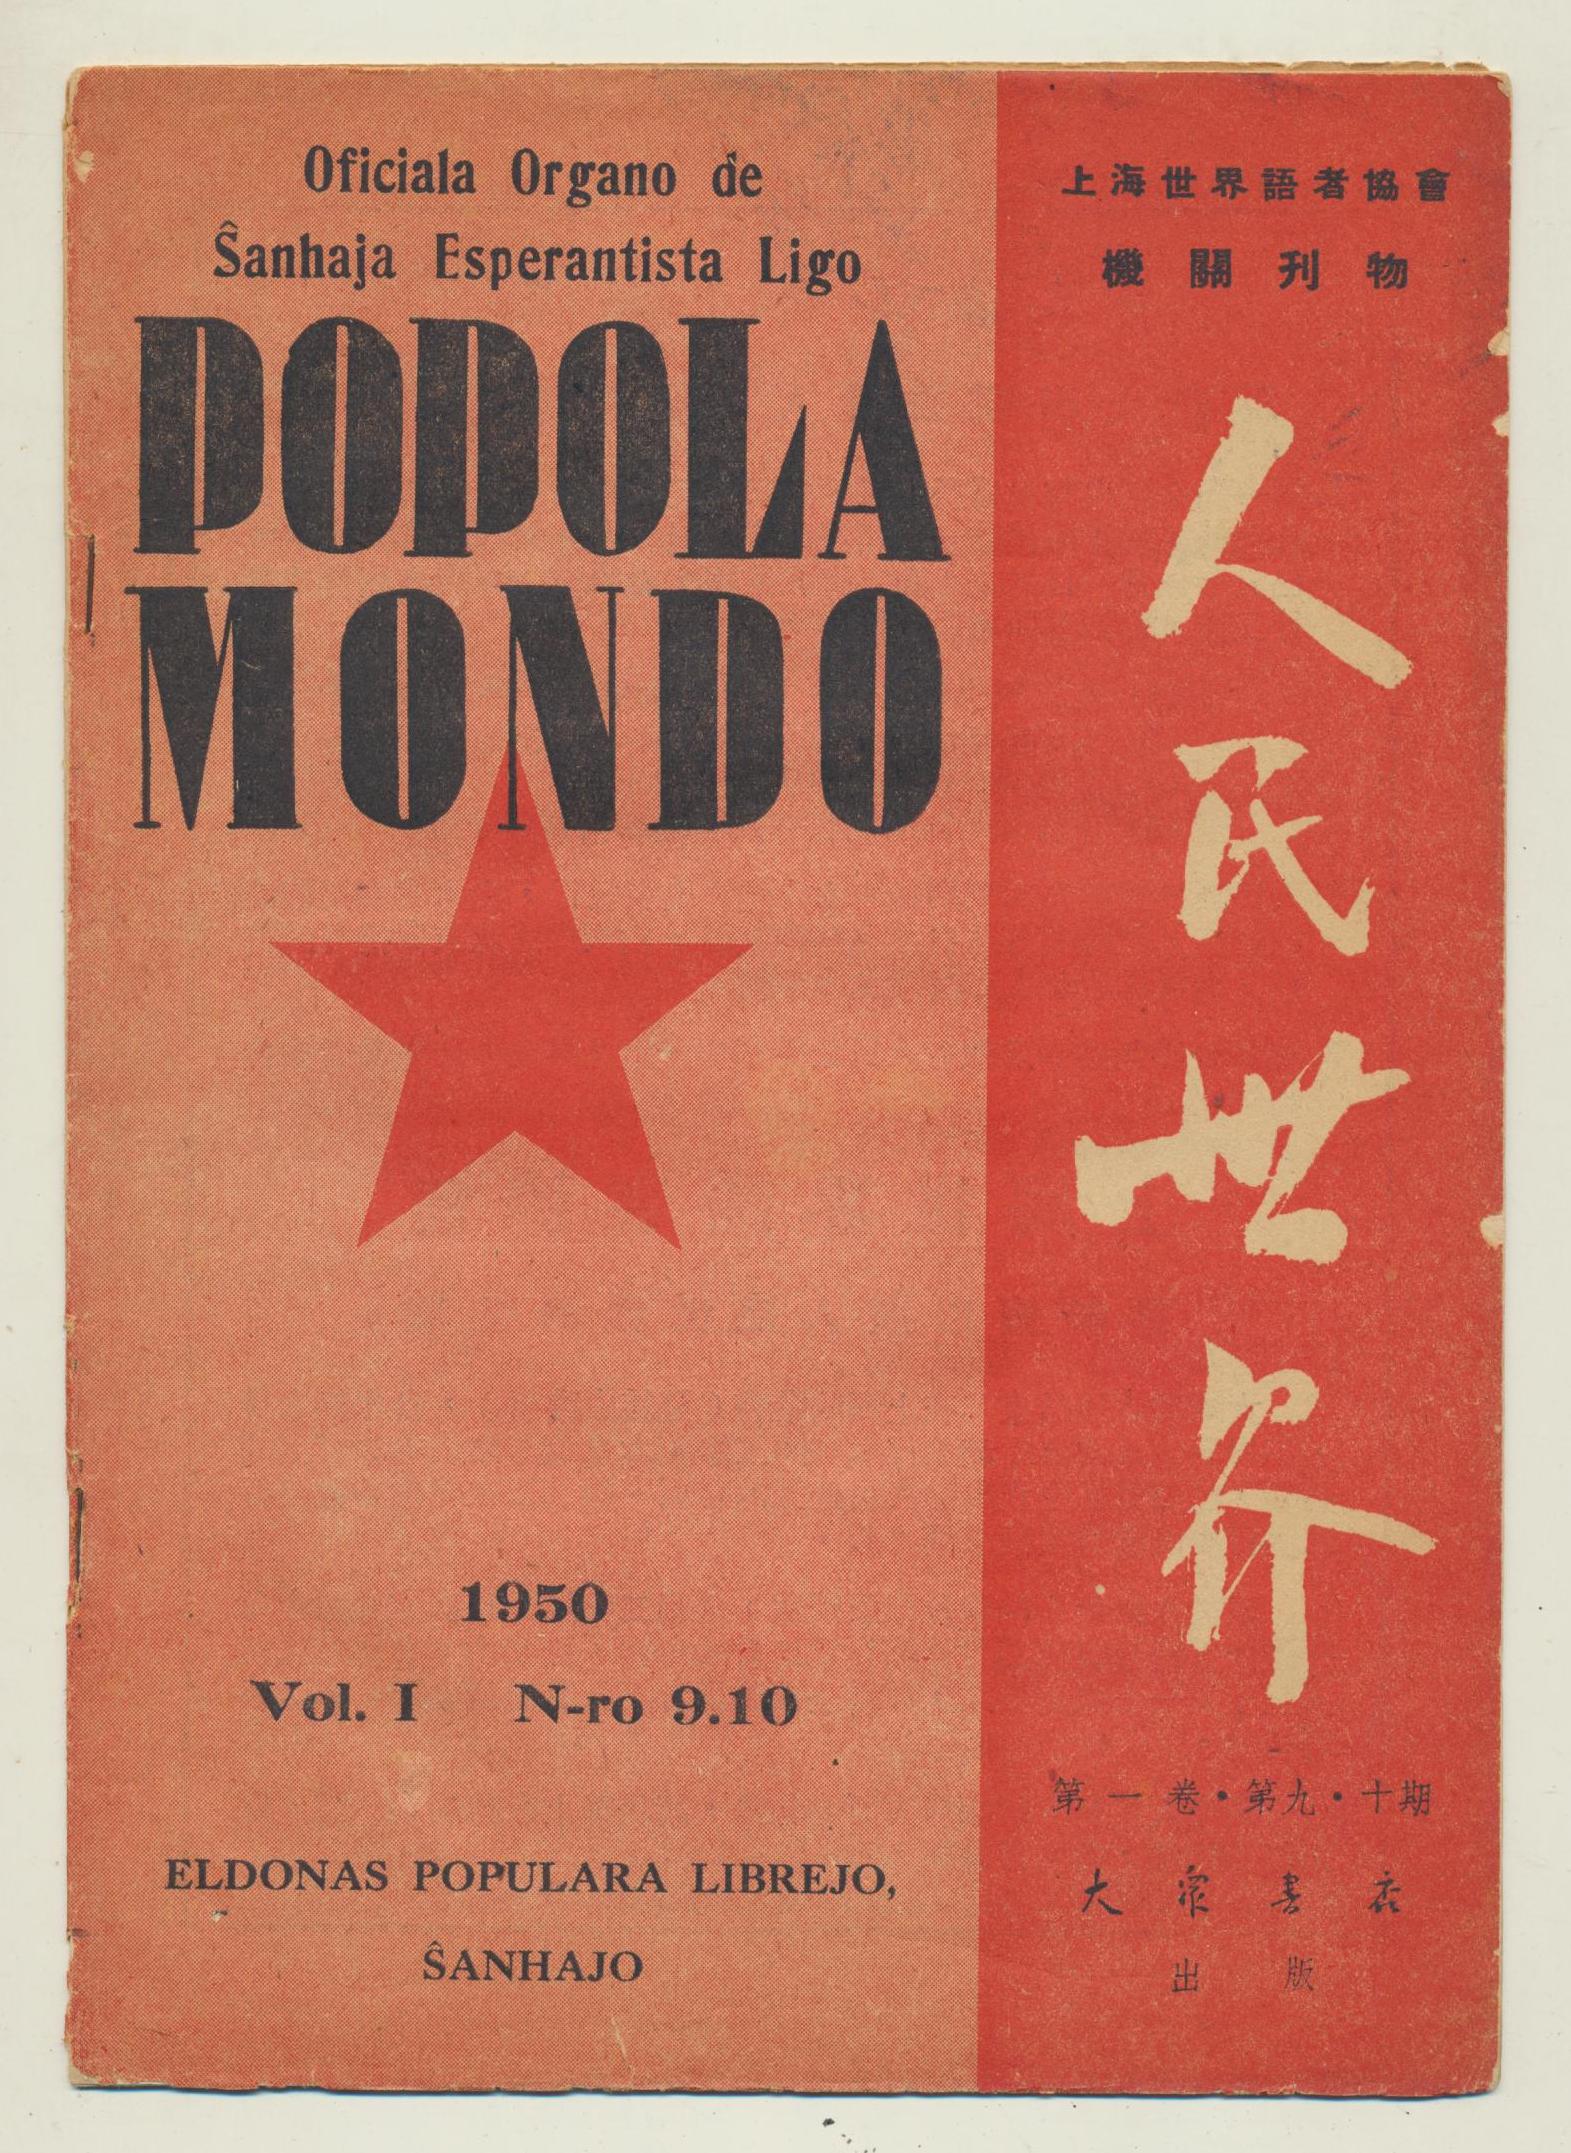 Oficiala Organo de
Ŝanhaja Esperantista Ligo
POPOLA
MONDO
1950
Vol. I N-ro 9.10
ELDONAS POPULARA LIBREJO,
ŜANHAJO
上海世界語者協會
機關刊物
人民世界
第一卷·第九·十期
大衆書店
出版